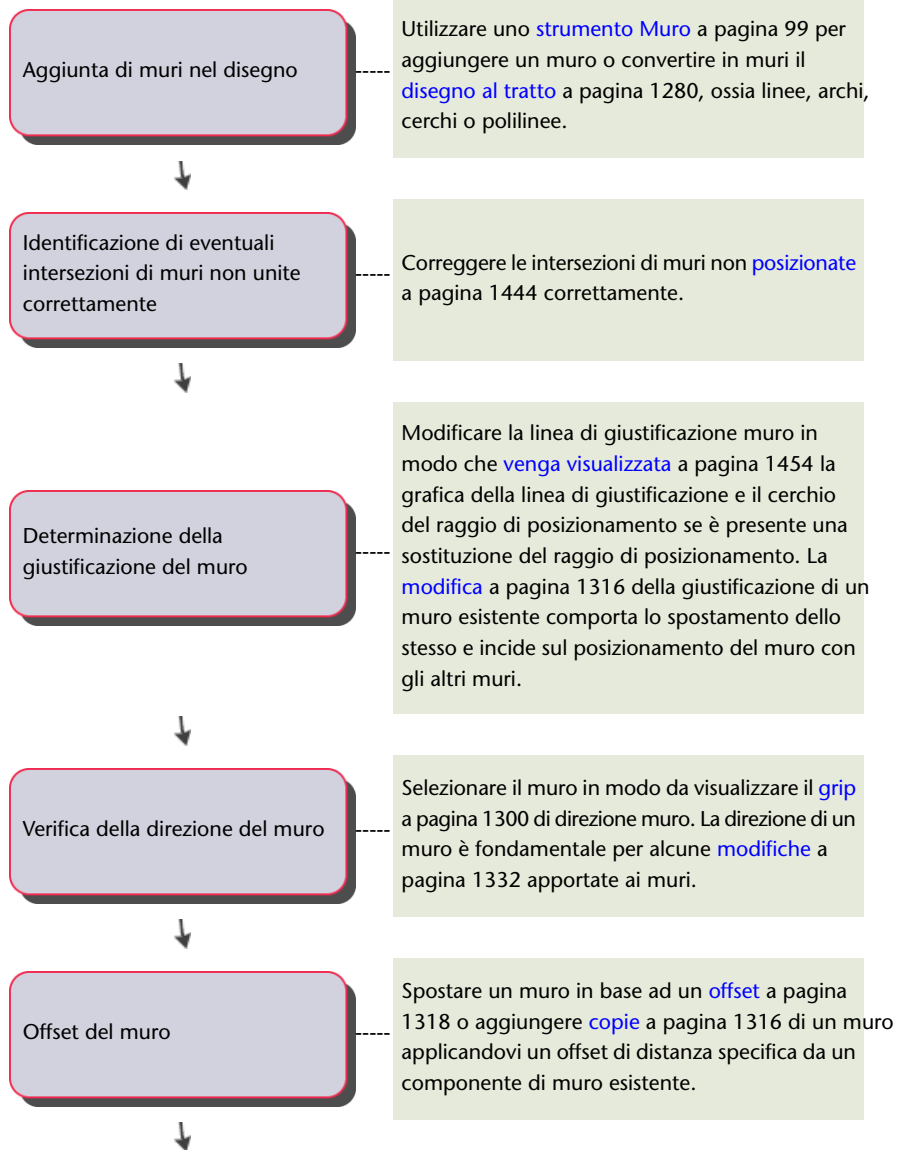 Aggiunta di muri nel disegno
Utilizzare uno strumento Muro a pagina 99 per
aggiungere un muro o convertire in muri il
disegno al tratto a pagina 1280, ossia linee, archi,
cerchi o polilinee.
Identificazione di eventuali
intersezioni di muri non unite
correttamente
Correggere le intersezioni di muri non posizionate
a pagina 1444 correttamente.
Determinazione della
giustificazione del muro
Modificare la linea di giustificazione muro in
modo che venga visualizzata a pagina 1454 la
grafica della linea di giustificazione e il cerchio
del raggio di posizionamento se è presente una
sostituzione del raggio di posizionamento. La
modifica a pagina 1316 della giustificazione di un
muro esistente comporta lo spostamento dello
stesso e incide sul posizionamento del muro con
gli altri muri.
Verifica della direzione del muro
Selezionare il muro in modo da visualizzare il grip
a pagina 1300 di direzione muro. La direzione di un
muro è fondamentale per alcune modifiche a
pagina 1332 apportate ai muri.
Offset del muro
Spostare un muro in base ad un offset a pagina
1318 o aggiungere copie a pagina 1316 di un muro
applicandovi un offset di distanza specifica da un
componente di muro esistente.